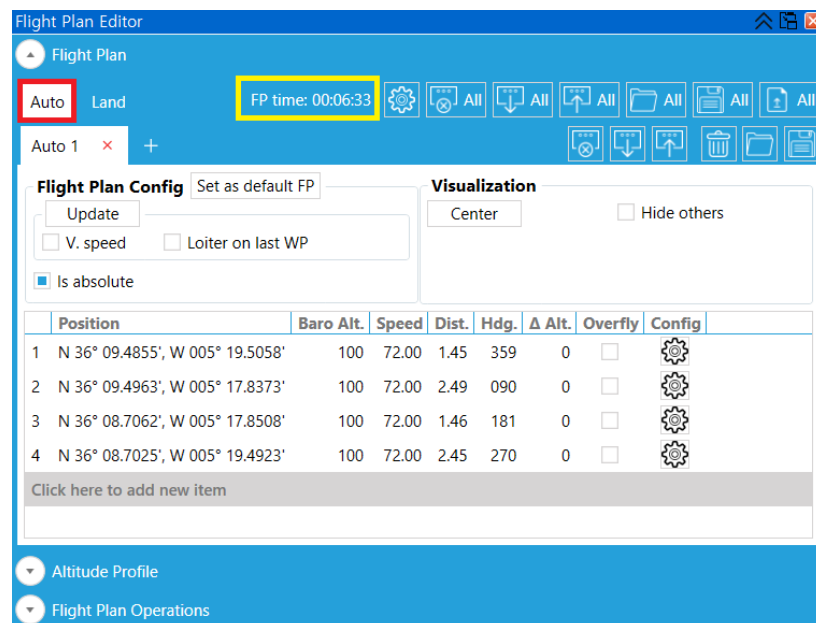 Flight Plan Editor
Flight Plan
Auto Land FP time: 00:06:33 All All All All All All
Auto 1 × +
Flight Plan Config Set as default FP Visualization
Update Center Hide others
V. speed Loiter on last WP
Is absolute
Position Baro Alt. Speed Dist. Hdg. Δ Alt. Overfly Config
1 N 36° 09.4855', W 005° 19.5058' 100 72.00 1.45 359 0
2 N 36° 09.4963', W 005° 17.8373' 100 72.00 2.49 090 0
3 N 36° 08.7062', W 005° 17.8508' 100 72.00 1.46 181 0
4 N 36° 08.7025', W 005° 19.4923' 100 72.00 2.45 270 0
Click here to add new item
Altitude Profile
Flight Plan Operations